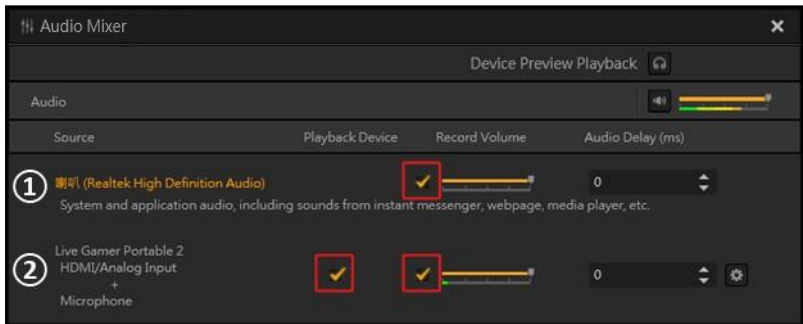 Audio Mixer
Device Preview Playback
Audio
Source Playback Device Record Volume Audio Delay (ms)
① 喇叭 (Realtek High Definition Audio) 0
System and application audio, including sounds from instant messenger, webpage, media player, etc.
Live Gamer Portable 2
② HDMI/Analog Input 0
+
Microphone